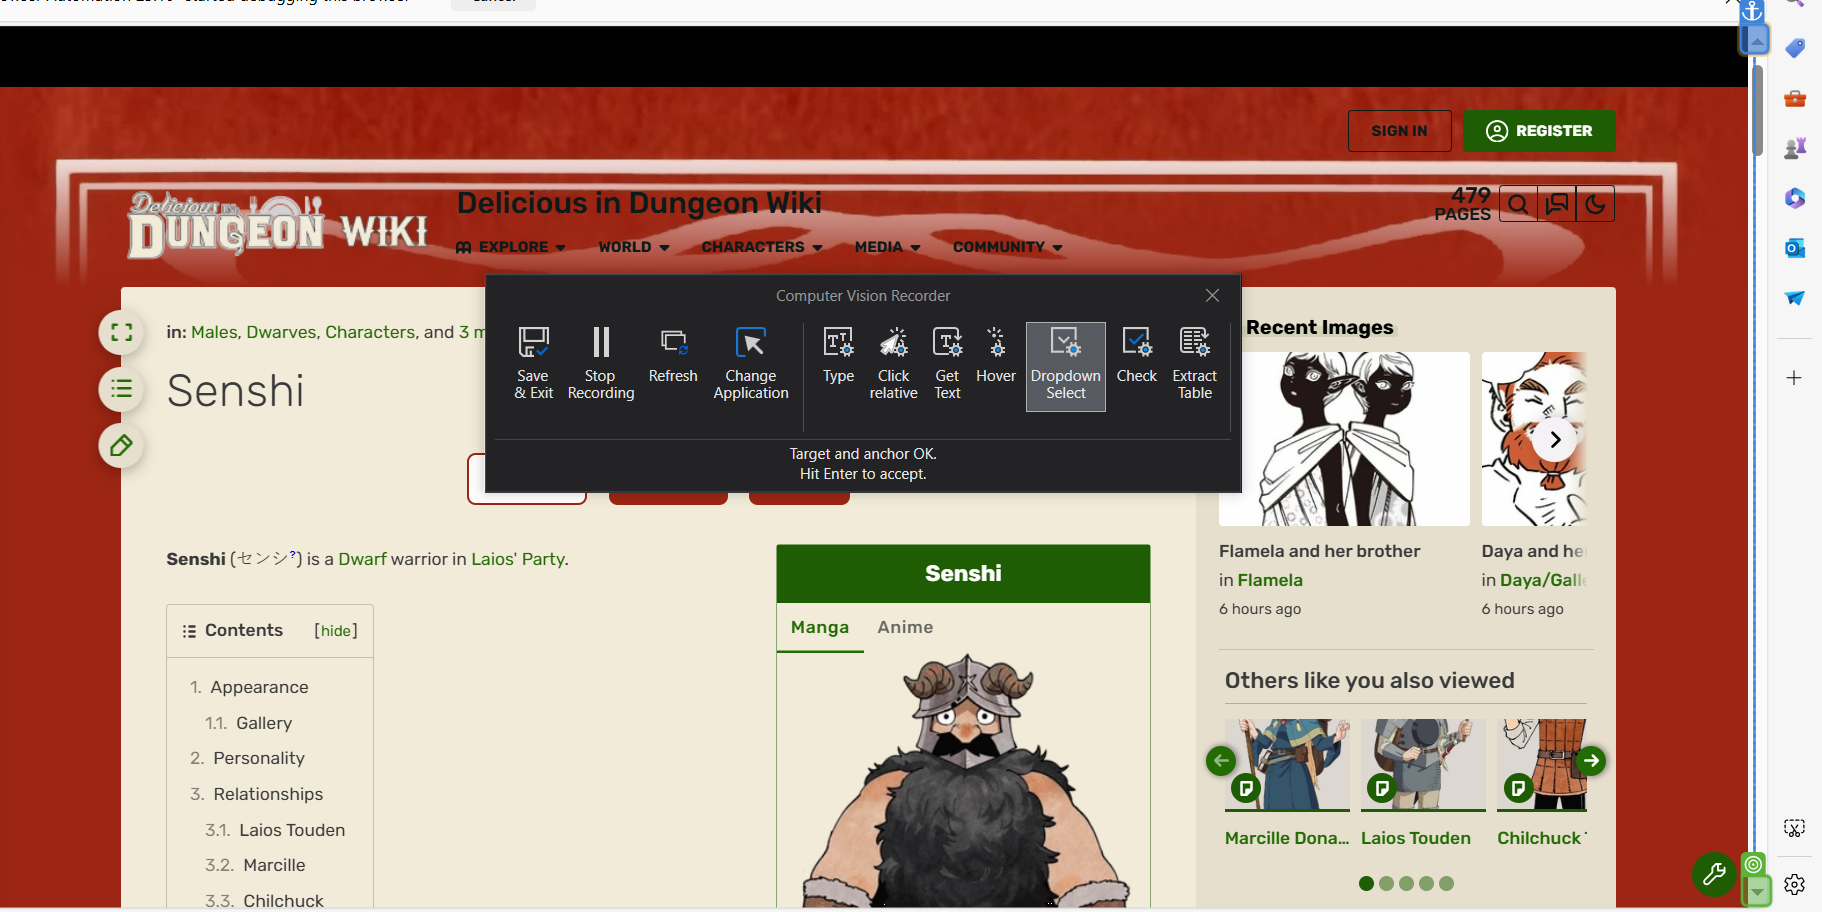 SIGN IN
REGISTER
Delicious in
DUNGEON WIKI
Delicious in Dungeon Wiki
479
PAGES
EXPLORE
WORLD
CHARACTERS
MEDIA
COMMUNITY
Computer Vision Recorder
Save
& Exit
Stop
Recording
Refresh
Change
Application
Type
Click
relative
Get
Text
Hover
Dropdown
Select
Check
Extract
Table
Target and anchor OK.
Hit Enter to accept.
in: Males, Dwarves, Characters, and 3 m
Senshi
Senshi (センシ?) is a Dwarf warrior in Laios' Party.
Contents [hide]
1. Appearance
1.1. Gallery
2. Personality
3. Relationships
3.1. Laios Touden
3.2. Marcille
3.3. Chilchuck
Senshi
Manga
Anime
Recent Images
Flamela and her brother
in Flamela
6 hours ago
Daya and he
in Daya/Galle
6 hours ago
Others like you also viewed
Marcille Dona...
Laios Touden
Chilchuck